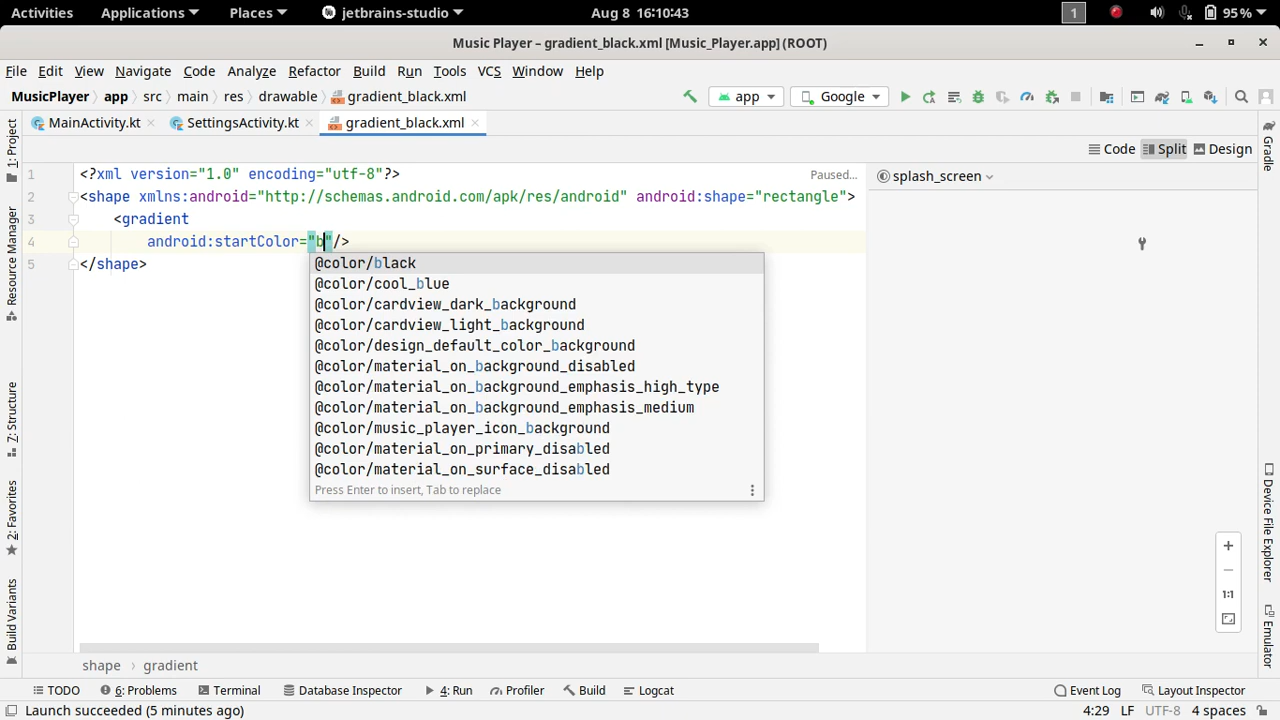 Activities Applications Places jetbrains-studio Aug 8 16:10:43 1 95%
Music Player – gradient_black.xml [Music_Player.app] (ROOT)
File Edit View Navigate Code Analyze Refactor Build Run Tools VCS Window Help
MusicPlayer app src main res drawable gradient_black.xml app Google
MainActivity.kt SettingsActivity.kt gradient_black.xml
Code Split Design
1 <?xml version="1.0" encoding="utf-8"?> Paused...
2 <shape xmlns:android="http://schemas.android.com/apk/res/android" android:shape="rectangle">
3 <gradient
4 android:startColor="b"/>
5 </shape>
@color/black
@color/cool_blue
@color/cardview_dark_background
@color/cardview_light_background
@color/design_default_color_background
@color/material_on_background_disabled
@color/material_on_background_emphasis_high_type
@color/material_on_background_emphasis_medium
@color/music_player_icon_background
@color/material_on_primary_disabled
@color/material_on_surface_disabled
Press Enter to insert, Tab to replace
splash_screen
1:1
1: Project
Resource Manager
Z: Structure
2: Favorites
Build Variants
Gradle
Device File Explorer
Emulator
shape gradient
TODO 6: Problems Terminal Database Inspector 4: Run Profiler Build Logcat Event Log Layout Inspector
Launch succeeded (5 minutes ago) 4:29 LF UTF-8 4 spaces